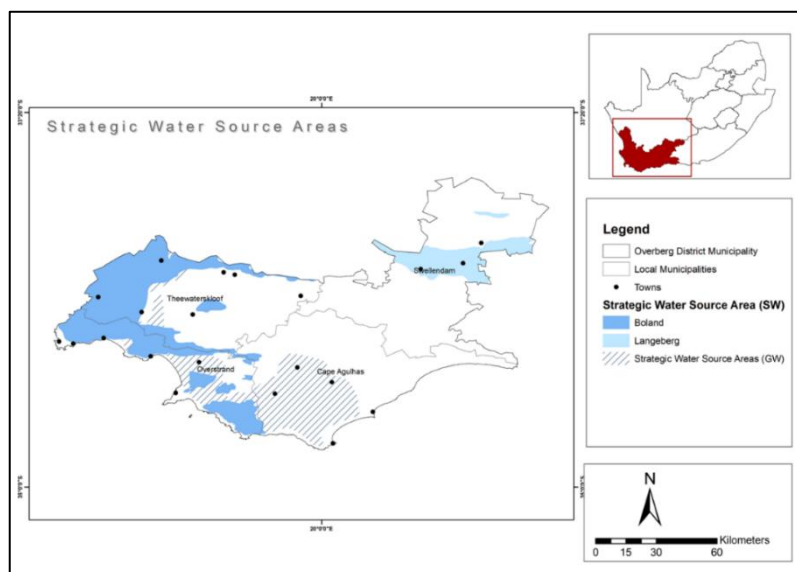 Strategic Water Source Areas
20°0'0"E
Swellendam
Theewaterskloof
Overstrand
Cape Agulhas
20°0'0"E
Legend
Overberg District Municipality
Local Municipalities
Towns
Strategic Water Source Area (SW)
Boland
Langeberg
Strategic Water Source Areas (GW)
N
Kilometers
0 15 30 60